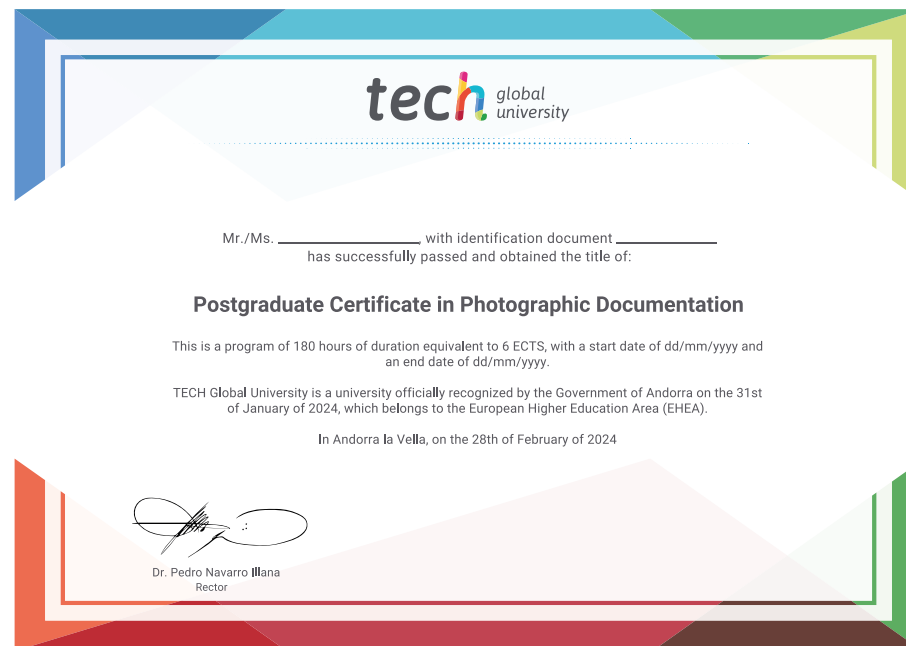 tech global
university
Mr./Ms. ____________, with identification document ____________
has successfully passed and obtained the title of:
Postgraduate Certificate in Photographic Documentation
This is a program of 180 hours of duration equivalent to 6 ECTS, with a start date of dd/mm/yyyy and
an end date of dd/mm/yyyy.
TECH Global University is a university officially recognized by the Government of Andorra on the 31st
of January of 2024, which belongs to the European Higher Education Area (EHEA).
In Andorra la Vella, on the 28th of February of 2024
Dr. Pedro Navarro Illana
Rector